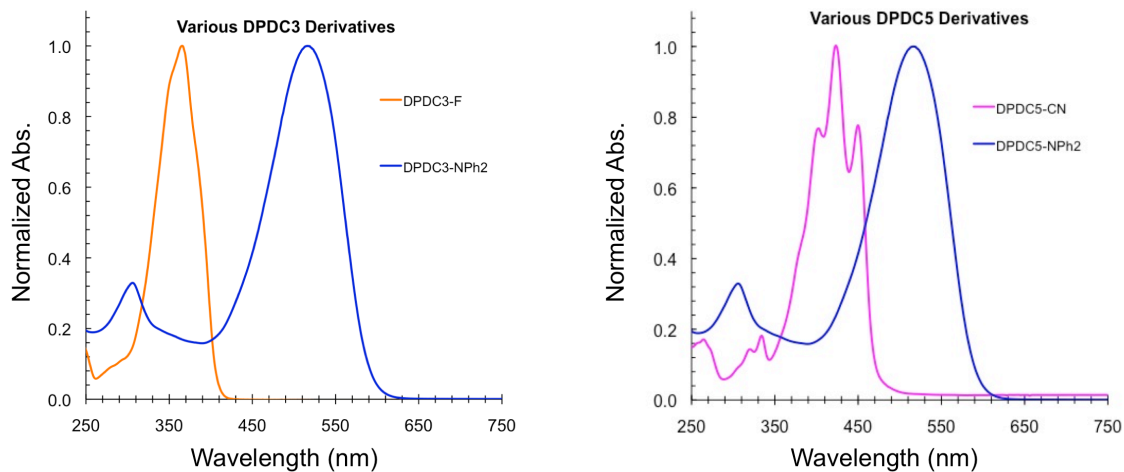 Various DPDC3 Derivatives
1.0
0.8
0.6
0.4
0.2
0.0
Normalized Abs.
DPDC3-F
DPDC3-NPh2
250
350
450
550
650
750
Wavelength (nm)
Various DPDC5 Derivatives
1.0
0.8
0.6
0.4
0.2
0.0
Normalized Abs.
DPDC5-CN
DPDC5-NPh2
250
350
450
550
650
750
Wavelength (nm)